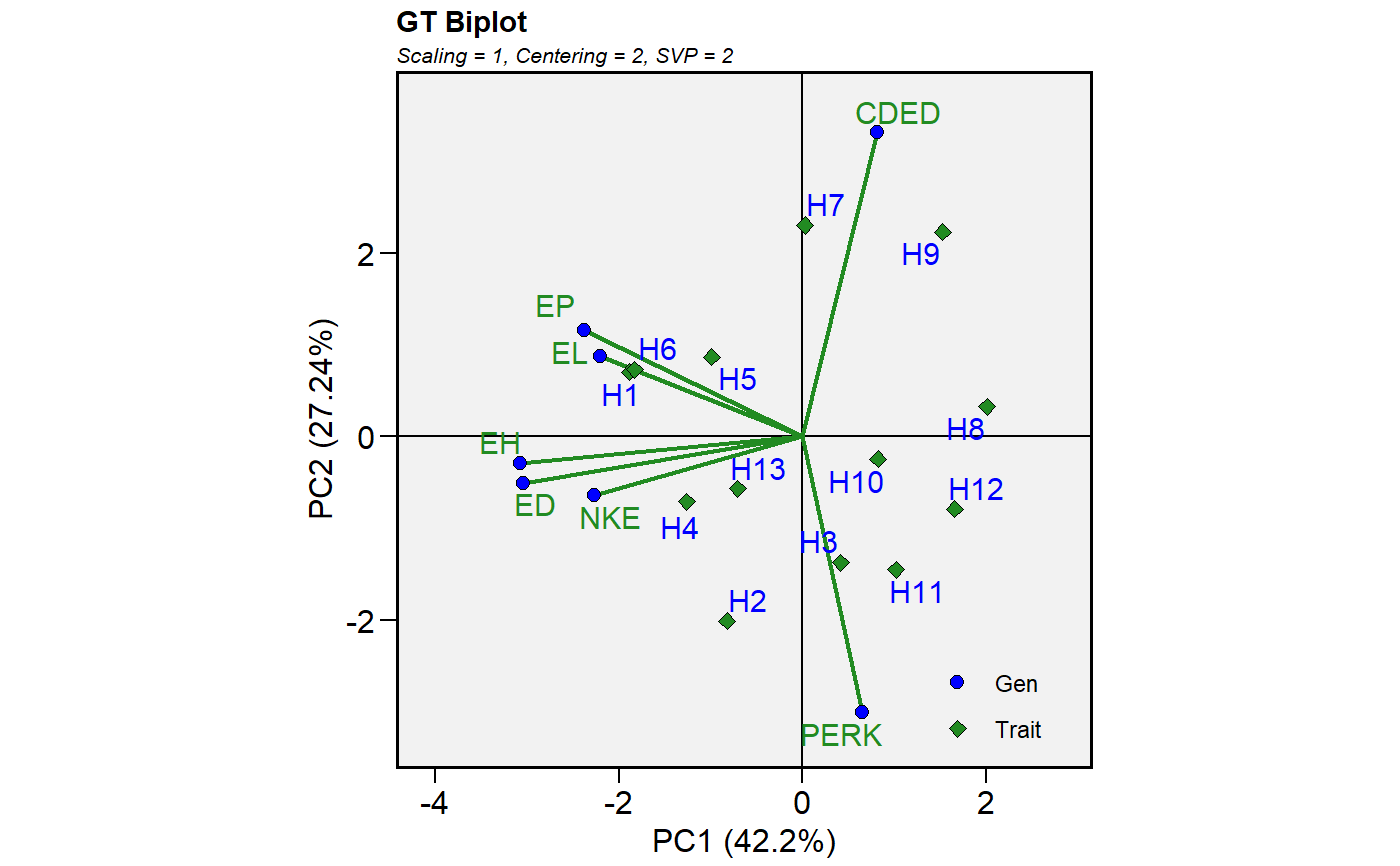 GT Biplot
Scaling = 1, Centering = 2, SVP = 2
CDED
H7
H9
2
EP
H6
EL
H5
H1
H8
0
EH
H13
H10
H12
ED
NKE
H4
H3
H11
H2
-2
Gen
PERK
Trait
-4 -2 0 2
PC1 (42.2%)
PC2 (27.24%)